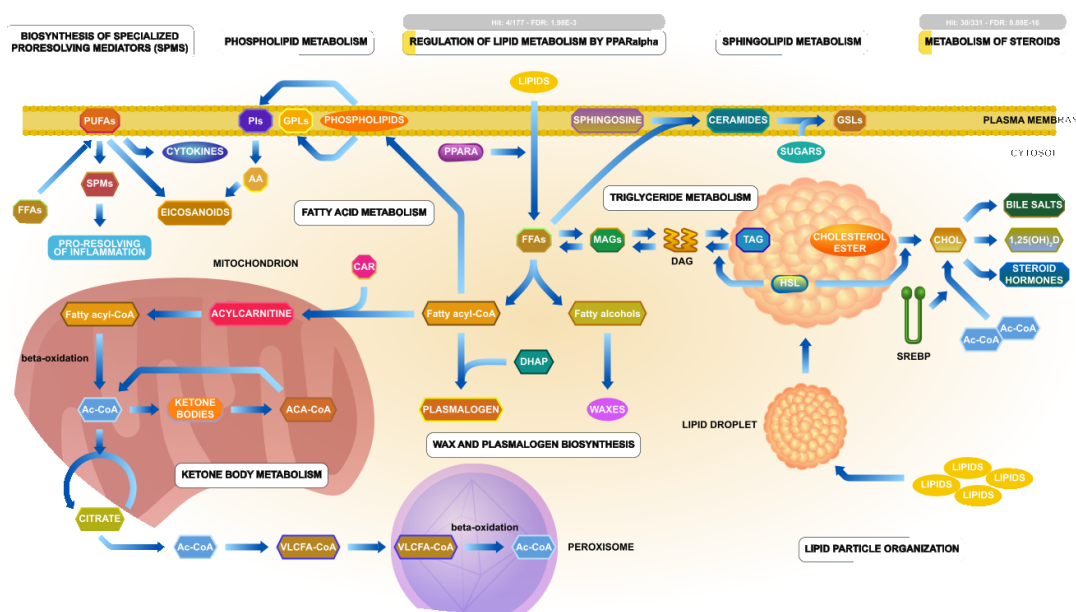 Hit: 4/177 - FDR: 1.98E-3
Hit: 30/331 - FDR: 8.88E-16
BIOSYNTHESIS OF SPECIALIZED
PRORESOLVING MEDIATORS (SPMS)
PHOSPHOLIPID METABOLISM
REGULATION OF LIPID METABOLISM BY PPARalpha
SPHINGOLIPID METABOLISM
METABOLISM OF STEROIDS
LIPIDS
PUFAs
PIs
GPLs
PHOSPHOLIPIDS
SPHINGOSINE
CERAMIDES
GSLs
PLASMA MEMBRAN
CYTOKINES
PPARA
SUGARS
CYTOSOL
SPMs
AA
FFAs
EICOSANOIDS
FATTY ACID METABOLISM
TRIGLYCERIDE METABOLISM
BILE SALTS
PRO-RESOLVING
OF INFLAMMATION
FFAs
MAGs
DAG
TAG
CHOLESTEROL
ESTER
CHOL
1,25(OH)2D
MITOCHONDRION
CAR
HSL
STEROID
HORMONES
Fatty acyl-CoA
ACYLCARNITINE
Fatty acyl-CoA
Fatty alcohols
SREBP
Ac-CoA
Ac-CoA
beta-oxidation
DHAP
Ac-CoA
KETONE
BODIES
ACA-CoA
PLASMALOGEN
WAXES
LIPID DROPLET
WAX AND PLASMALOGEN BIOSYNTHESIS
KETONE BODY METABOLISM
LIPIDS
LIPIDS
LIPIDS
LIPIDS
CITRATE
beta-oxidation
Ac-CoA
VLCFA-CoA
VLCFA-CoA
Ac-CoA
PEROXISOME
LIPID PARTICLE ORGANIZATION